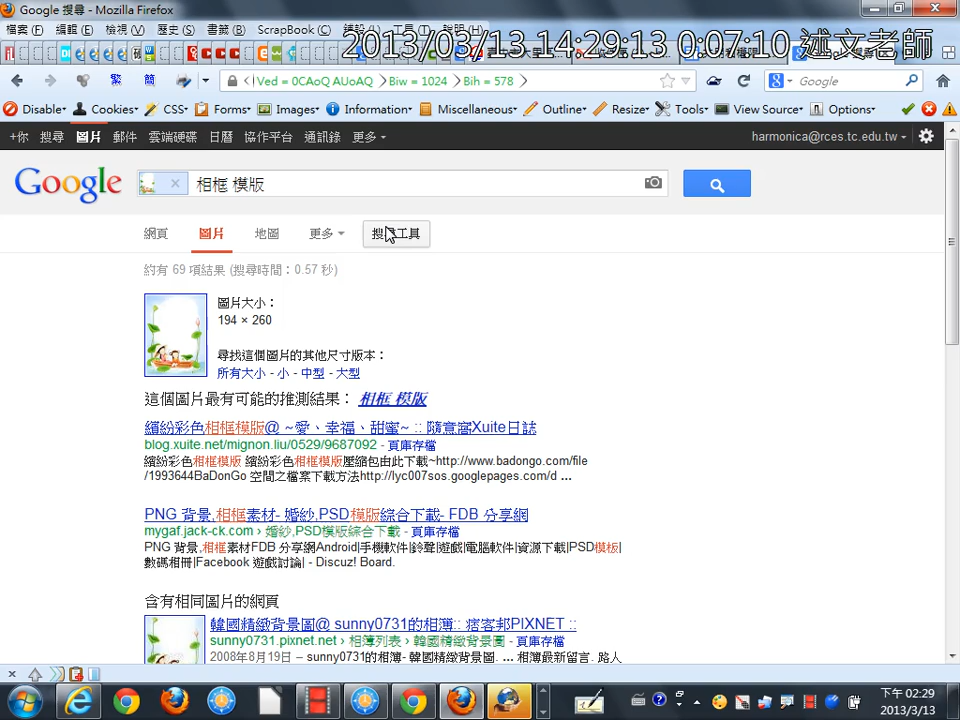 Google 搜尋 - Mozilla Firefox
檔案 (F) 編輯 (E) 檢視 (V) 歷史 (S) 書籤 (B) ScrapBook (C) 工具 (T) 說明 (H)
2013/03/13 14:29:13 0:07:10 述文老師
繁 簡 Ved = 0CAoQ AUoAQ > Biw = 1024 > Bih = 578 > Google
Disable Cookies CSS Forms Images Information Miscellaneous Outline Resize Tools View Source Options
+你 搜尋 圖片 郵件 雲端硬碟 日曆 協作平台 通訊錄 更多 harmonica@rces.tc.edu.tw
Google 相框 模版
網頁 圖片 地圖 更多 搜尋工具
約有 69 項結果 (搜尋時間：0.57 秒)
圖片大小：
194 × 260
尋找這個圖片的其他尺寸版本：
所有大小 - 小 - 中型 - 大型
這個圖片最有可能的推測結果： 相框 模版
繽紛彩色相框模版@ ~愛、幸福、甜蜜~ :: 隨意窩Xuite日誌
blog.xuite.net/mignon.liu/0529/9687092 - 頁庫存檔
繽紛彩色相框模版 繽紛彩色相框模版壓縮包由此下載~http://www.badongo.com/file
/1993644BaDonGo 空間之檔案下載方法http://lyc007sos.googlepages.com/d ...
PNG 背景,相框素材- 婚紗,PSD模版綜合下載- FDB 分享網
mygaf.jack-ck.com › 婚紗,PSD模版綜合下載 - 頁庫存檔
PNG 背景,相框素材FDB 分享網Android|手機軟件|鈴聲|遊戲|電腦軟件|資源下載|PSD模板|
數碼相冊|Facebook 遊戲討論| - Discuz! Board.
含有相同圖片的網頁
韓國精緻背景圖@ sunny0731的相簿:: 痞客邦PIXNET ::
sunny0731.pixnet.net › 相簿列表 › 韓國精緻背景圖 - 頁庫存檔
2008年8月19日 – sunny0731的相簿- 韓國精緻背景圖. ... 相簿最新留言. 路人
下午 02:29
2013/3/13